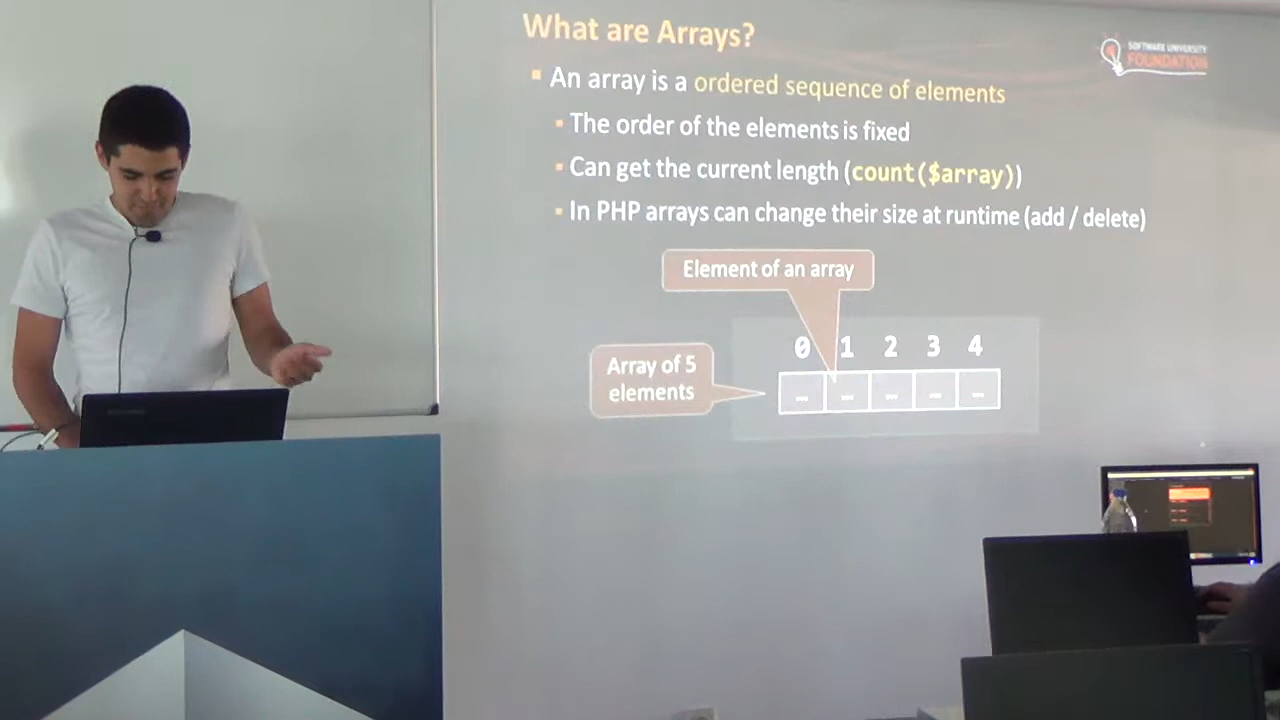 What are Arrays?
SOFTWARE UNIVERSITY
FOUNDATION
▪ An array is a ordered sequence of elements
▪ The order of the elements is fixed
▪ Can get the current length (count($array))
▪ In PHP arrays can change their size at runtime (add / delete)
Element of an array
0 1 2 3 4
Array of 5
elements
… … … … …